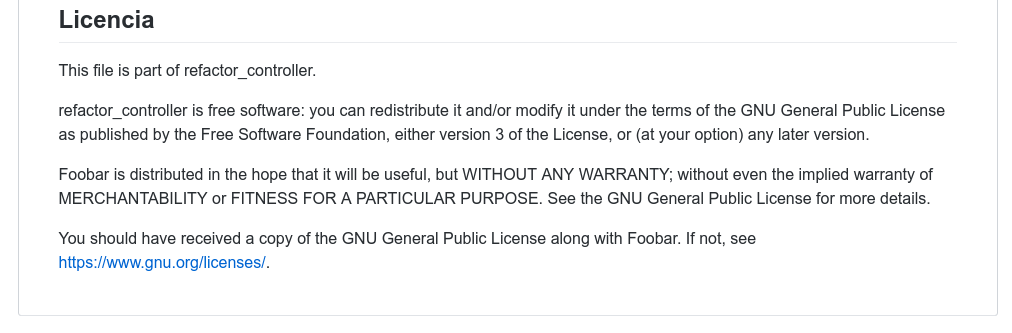 Licencia
This file is part of refactor_controller.
refactor_controller is free software: you can redistribute it and/or modify it under the terms of the GNU General Public License
as published by the Free Software Foundation, either version 3 of the License, or (at your option) any later version.
Foobar is distributed in the hope that it will be useful, but WITHOUT ANY WARRANTY; without even the implied warranty of
MERCHANTABILITY or FITNESS FOR A PARTICULAR PURPOSE. See the GNU General Public License for more details.
You should have received a copy of the GNU General Public License along with Foobar. If not, see
https://www.gnu.org/licenses/.